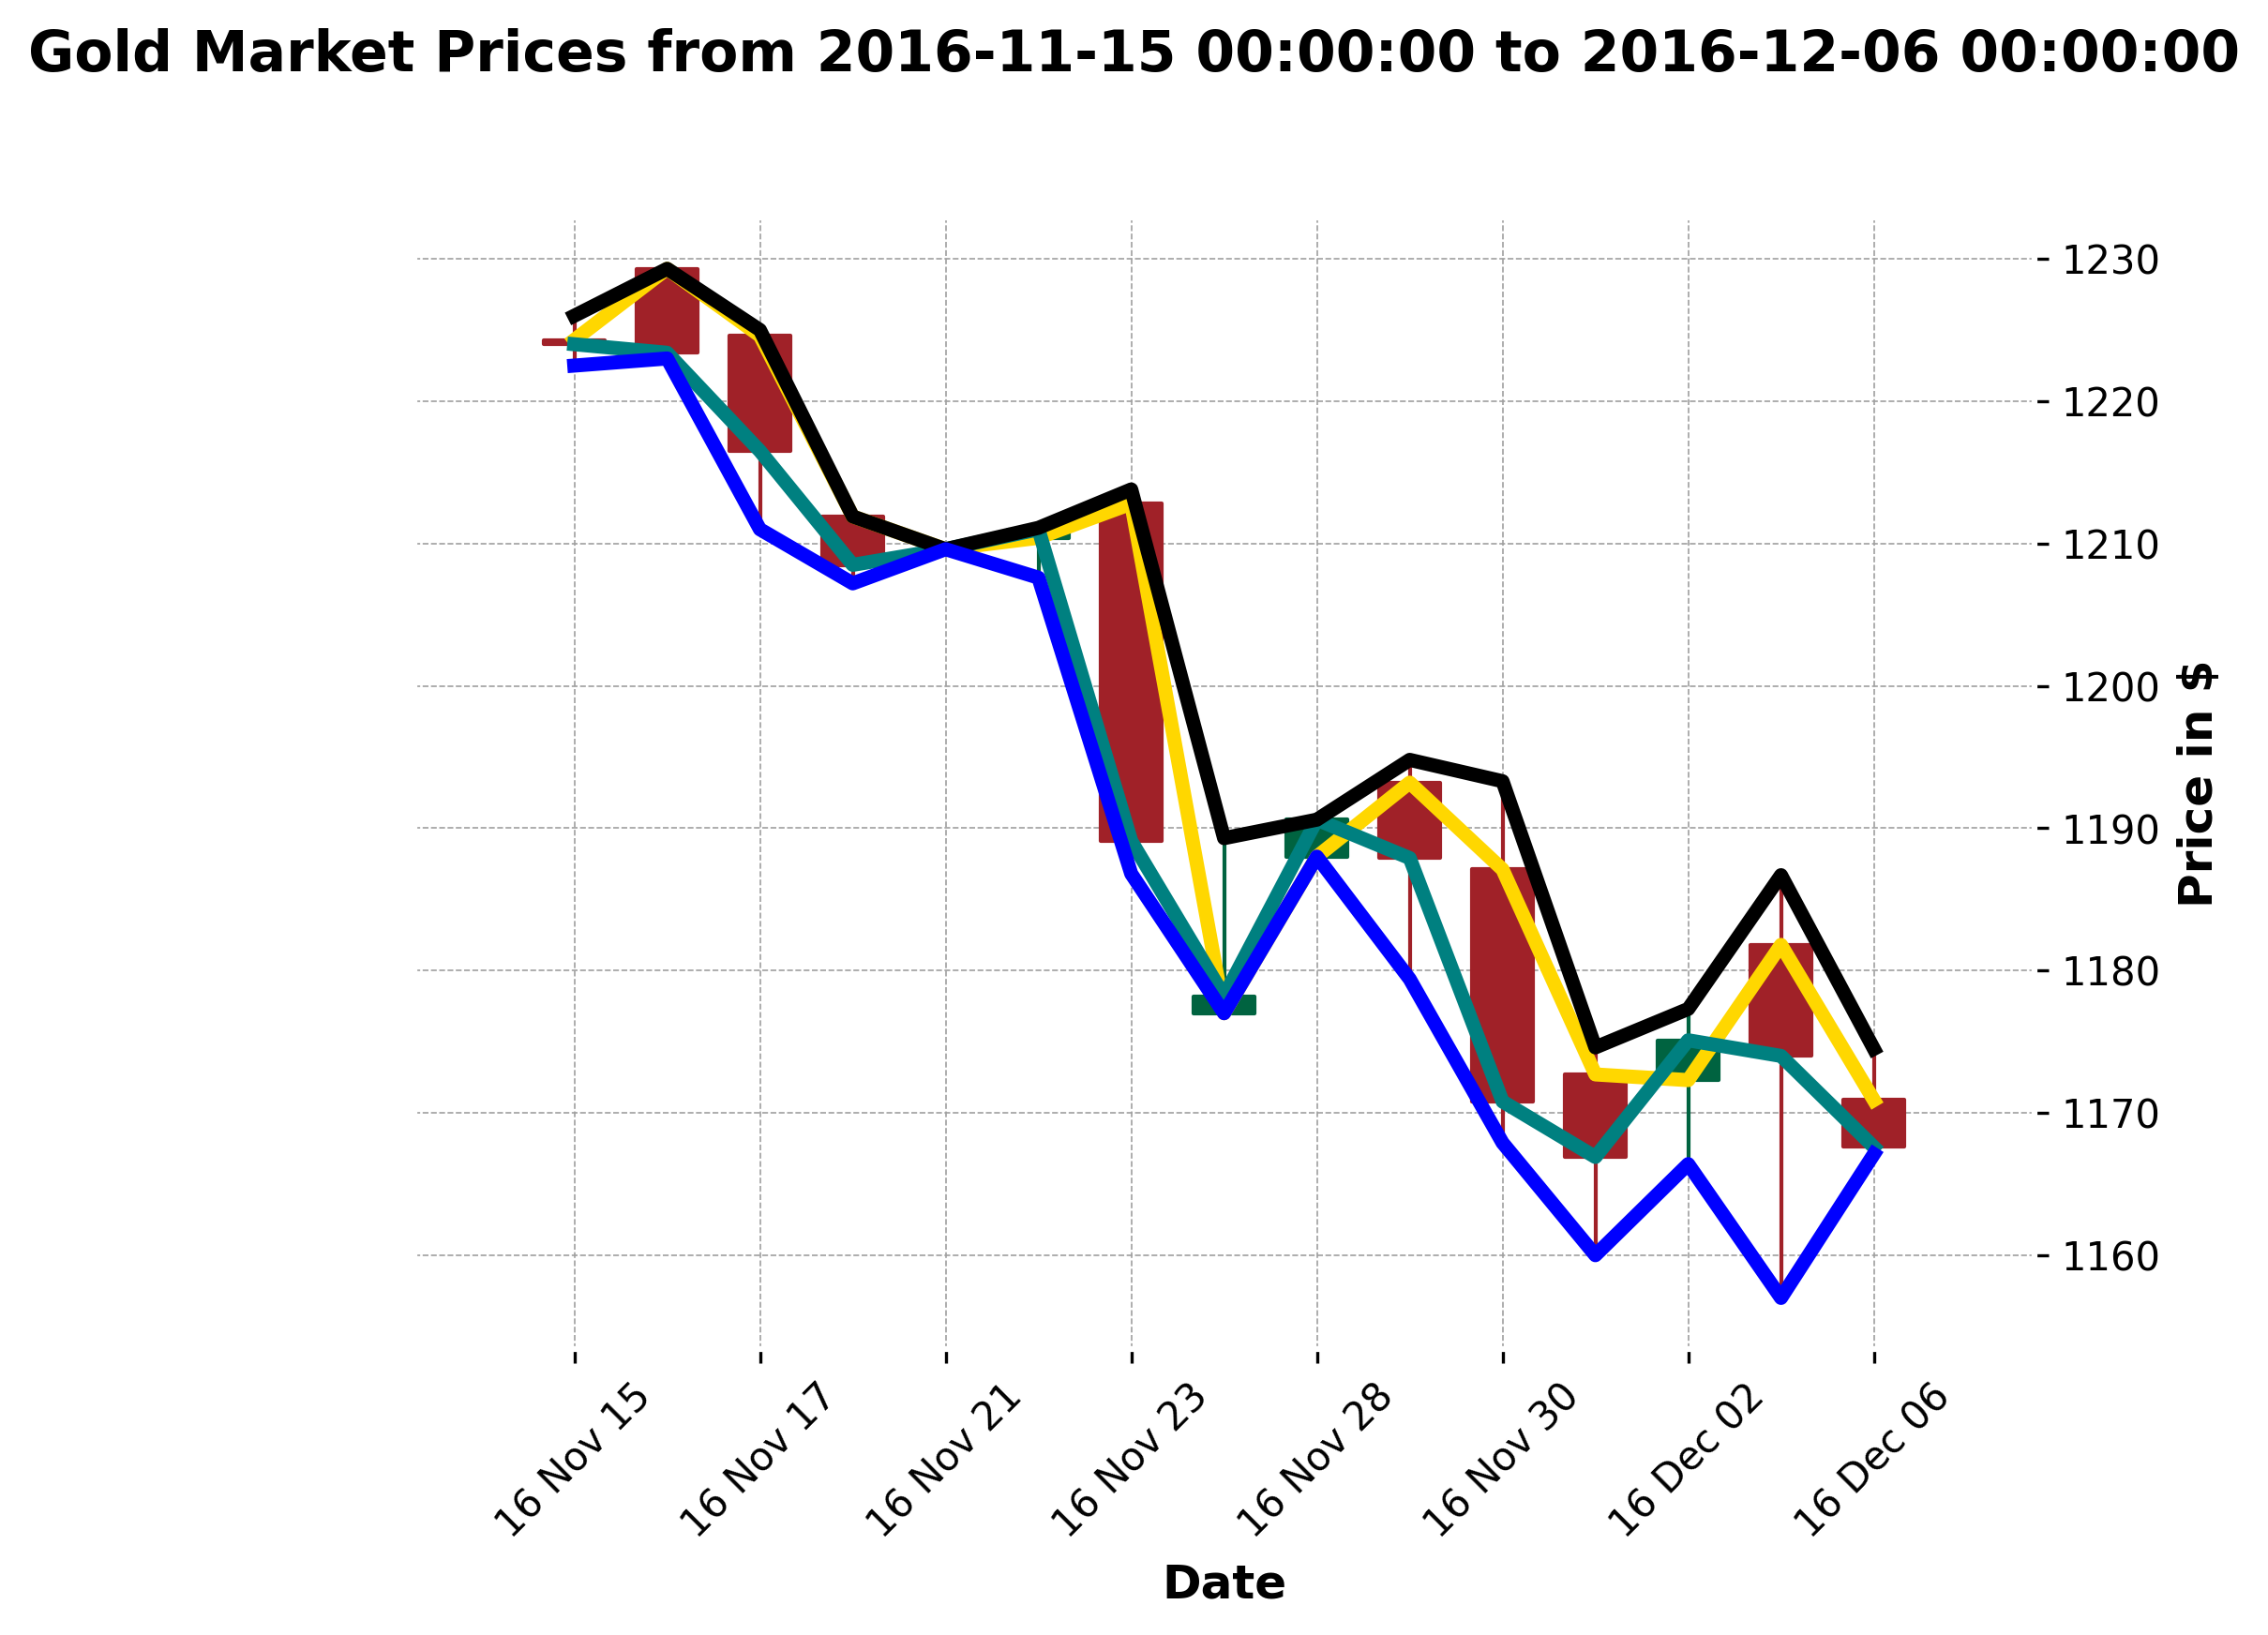 Gold Market Prices from 2016-11-15 00:00:00 to 2016-12-06 00:00:00
1230
1220
1210
1200
1190
1180
1170
1160
Price in $
16 Nov 15
16 Nov 17
16 Nov 21
16 Nov 23
16 Nov 28
16 Nov 30
16 Dec 02
16 Dec 06
Date